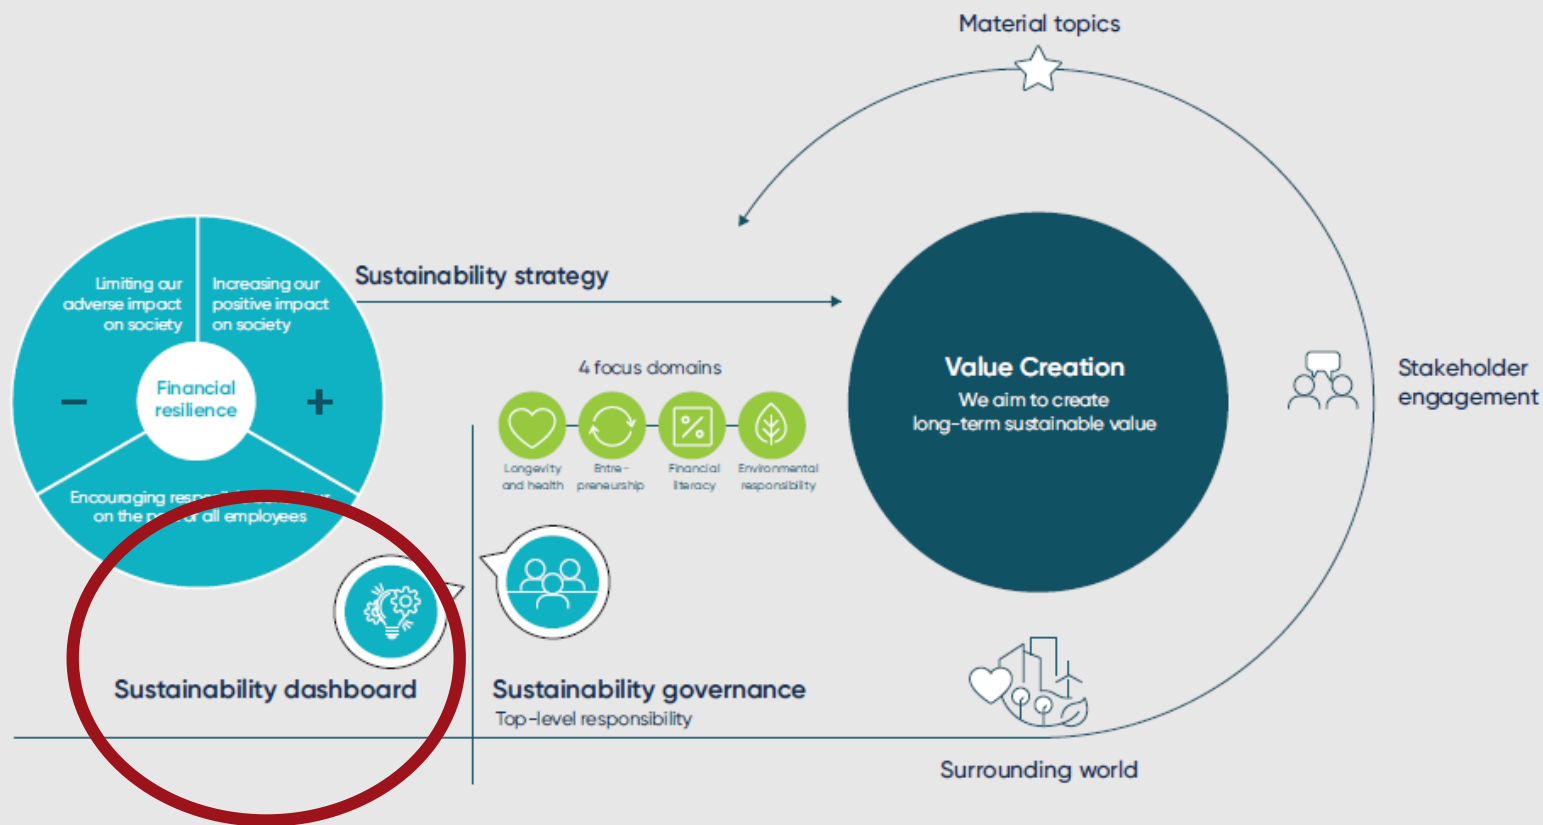 Material topics
Limiting our
adverse impact
on society
Increasing our
positive impact
on society
Financial
resilience
Encouraging
on the all employees
Sustainability strategy
4 focus domains
Longevity
and health
Entre-
preneurship
Financial
literacy
Environmental
responsibility
Value Creation
We aim to create
long-term sustainable value
Stakeholder
engagement
Sustainability dashboard
Sustainability governance
Top-level responsibility
Surrounding world